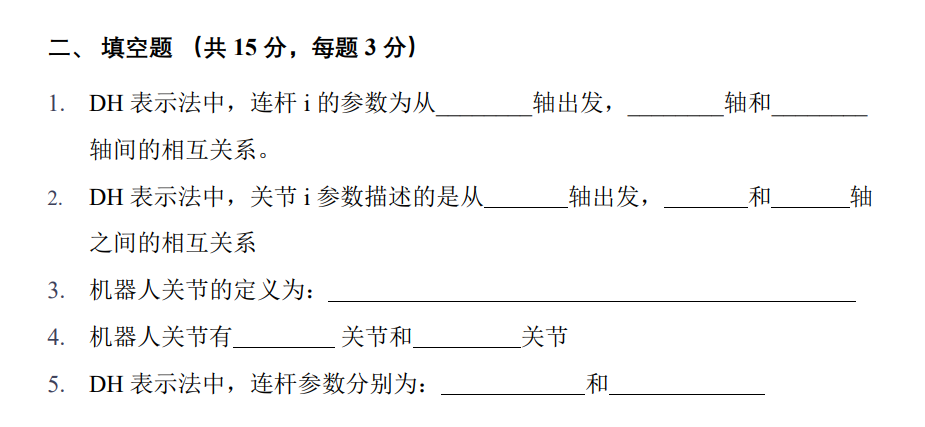 二、 填空题 （共 15 分，每题 3 分）
1. DH 表示法中，连杆 i 的参数为从________轴出发，________轴和________
轴间的相互关系。
2. DH 表示法中，关节 i 参数描述的是从_______轴出发，_______和_______轴
之间的相互关系
3. 机器人关节的定义为：____________________________________________
4. 机器人关节有_________ 关节和_________关节
5. DH 表示法中，连杆参数分别为：____________和_____________